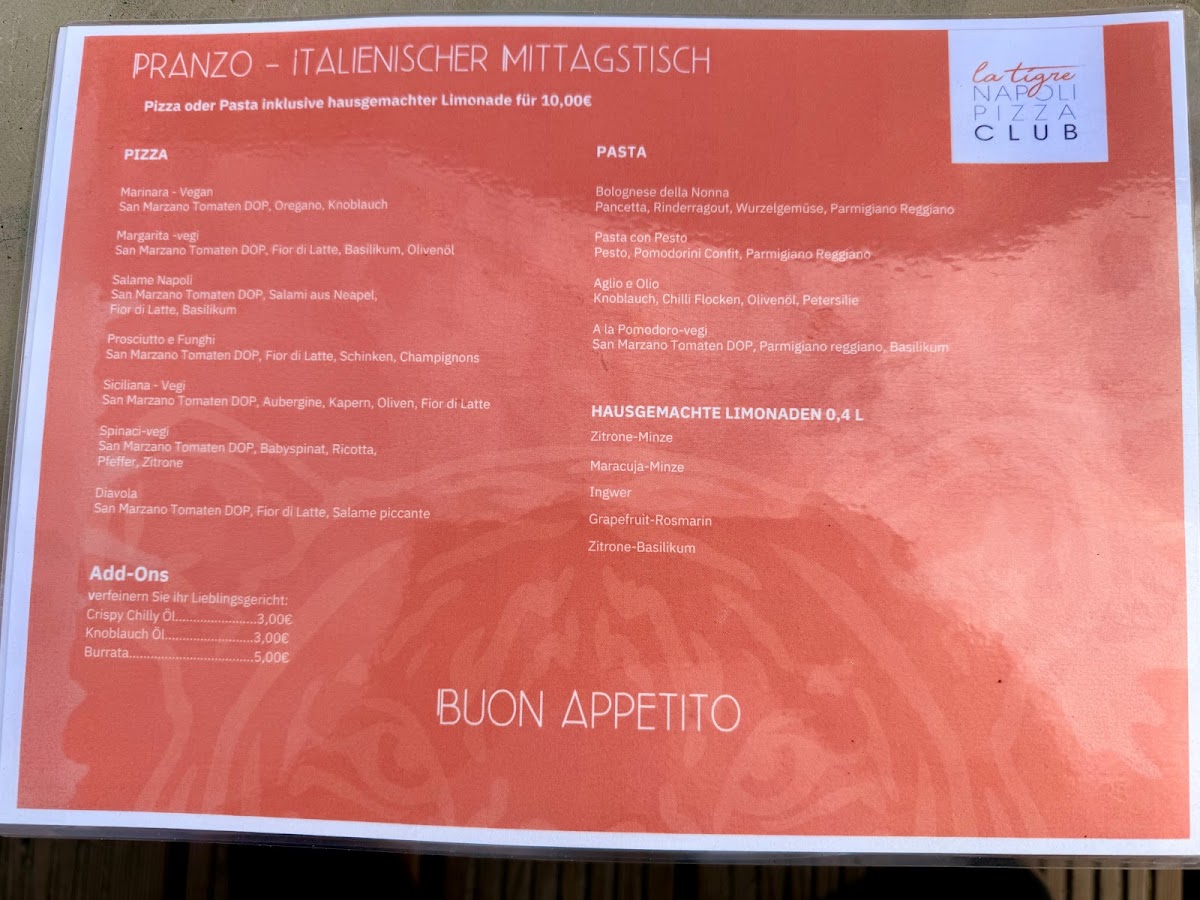 PRANZO - ITALIENISCHER MITTAGSTISCH
Pizza oder Pasta inklusive hausgemachter Limonade für 10,00€
la tigre
NAPOLI
PIZZA
CLUB
PIZZA
Marinara - Vegan
San Marzano Tomaten DOP, Oregano, Knoblauch
Margarita -vegi
San Marzano Tomaten DOP, Fior di Latte, Basilikum, Olivenöl
Salame Napoli
San Marzano Tomaten DOP, Salami aus Neapel,
Fior di Latte, Basilikum
Prosciutto e Funghi
San Marzano Tomaten DOP, Fior di Latte, Schinken, Champignons
Siciliana - Vegi
San Marzano Tomaten DOP, Aubergine, Kapern, Oliven, Fior di Latte
Spinaci-vegi
San Marzano Tomaten DOP, Babyspinat, Ricotta,
Pfeffer, Zitrone
Diavola
San Marzano Tomaten DOP, Fior di Latte, Salame piccante
Add-Ons
verfeinern Sie ihr Lieblingsgericht:
Crispy Chilly Öl.......................3,00€
Knoblauch Öl.........................3,00€
Burrata...................................5,00€
PASTA
Bolognese della Nonna
Pancetta, Rinderragout, Wurzelgemüse, Parmigiano Reggiano
Pasta con Pesto
Pesto, Pomodorini Confit, Parmigiano Reggiano
Aglio e Olio
Knoblauch, Chilli Flocken, Olivenöl, Petersilie
A la Pomodoro-vegi
San Marzano Tomaten DOP, Parmigiano reggiano, Basilikum
HAUSGEMACHTE LIMONADEN 0,4 L
Zitrone-Minze
Maracuja-Minze
Ingwer
Grapefruit-Rosmarin
Zitrone-Basilikum
BUON APPETITO